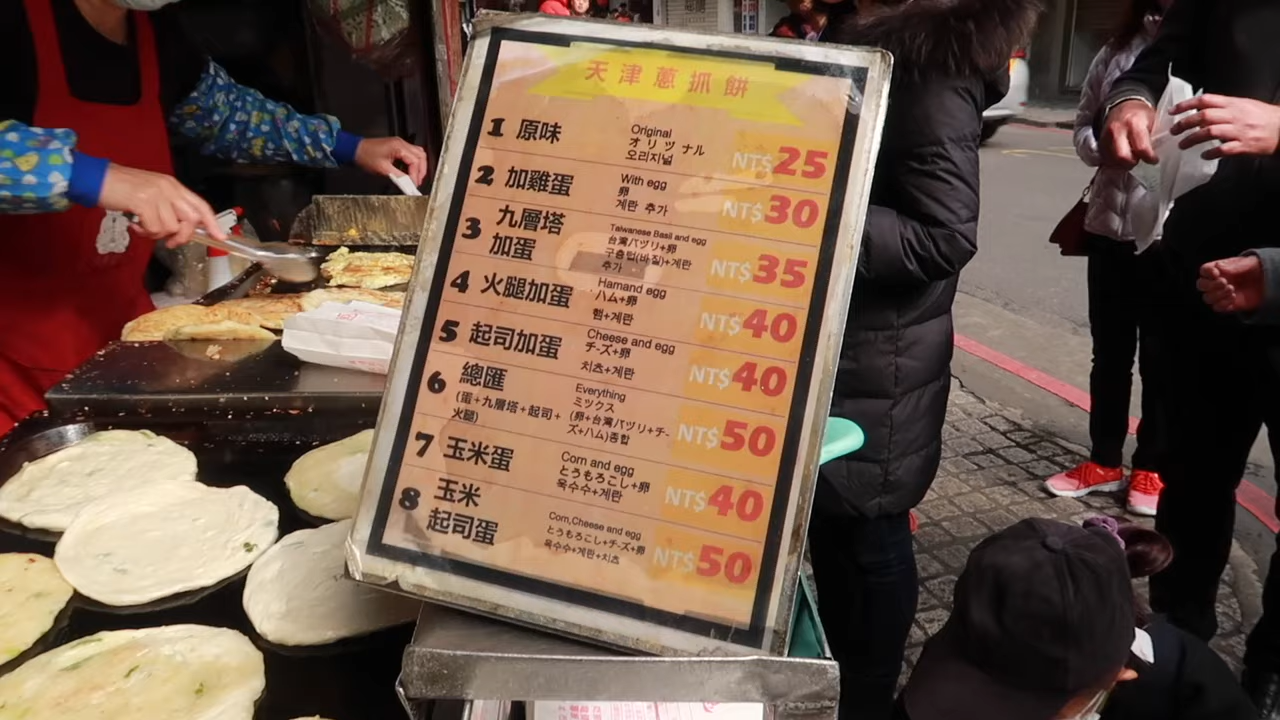 天津蔥抓餅
1 原味 Original NT$25
オリヅナル
오리지널
2 加雞蛋 With egg NT$30
卵
계란 추가
3 九層塔 Taiwanese Basil and egg NT$35
加蛋 台湾バヅリ+卵
구층탑(바질)+계란
추가
4 火腿加蛋 Hamand egg NT$40
ハム+卵
햄+계란
5 起司加蛋 Cheese and egg NT$40
チ-ズ+卵
치츠+계란
6 總匯 Everything NT$50
ミックス
(蛋+九層塔+起司+ (卵+台湾バヅリ+チ-
火腿) ズ+ハム)종합
7 玉米蛋 Corn and egg NT$40
とうもろこし+卵
옥수수+계란
8 玉米 Corn,Cheese and egg NT$50
起司蛋 とうもろこし+チ-ズ+卵
옥수수+계란+치츠